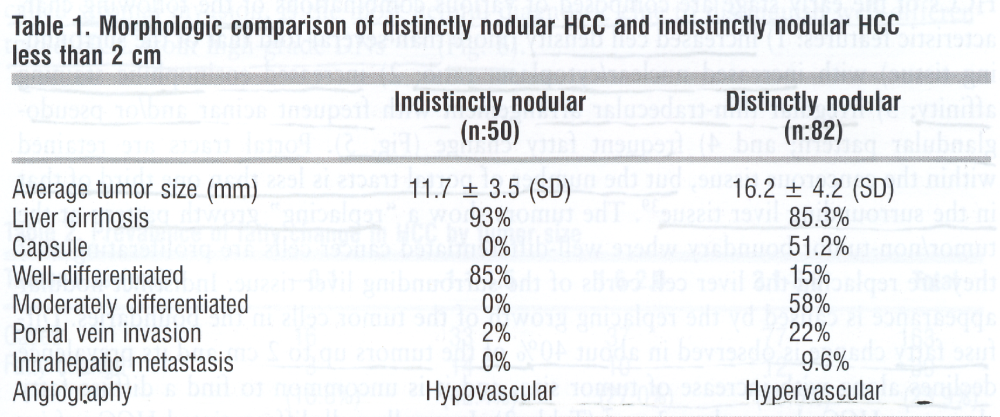 Table 1. Morphologic comparison of distinctly nodular HCC and indistinctly nodular HCC
less than 2 cm
Indistinctly nodular Distinctly nodular
(n:50) (n:82)
Average tumor size (mm) 11.7 ± 3.5 (SD) 16.2 ± 4.2 (SD)
Liver cirrhosis 93% 85.3%
Capsule 0% 51.2%
Well-differentiated 85% 15%
Moderately differentiated 0% 58%
Portal vein invasion 2% 22%
Intrahepatic metastasis 0% 9.6%
Angiography Hypovascular Hypervascular